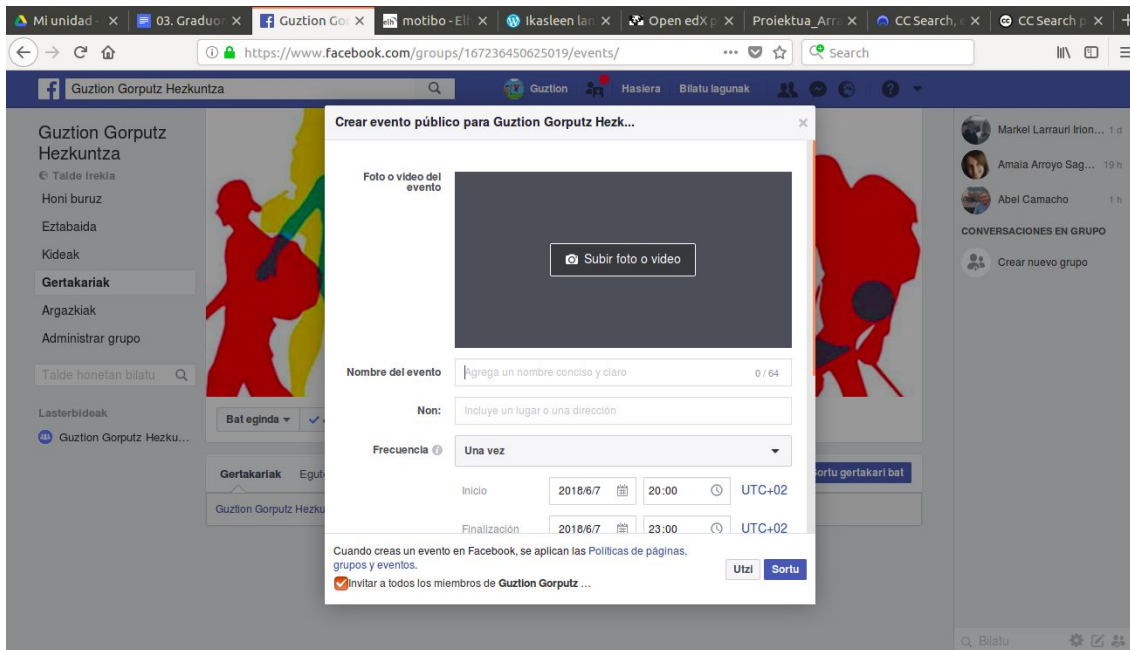 Mi unidad -
03. Graduor
Guztion Gor
motibo - Elh
Ikasleen lan
Open edX p
Proiektua_Arra
CC Search,
CC Search p
https://www.facebook.com/groups/167236450625019/events/
Search
Guztion Gorputz Hezkuntza
Guztion
Hasiera
Bilatu lagunak
Guztion Gorputz
Hezkuntza
Talde irekia
Honi buruz
Eztabaida
Kideak
Gertakariak
Argazkiak
Administrar grupo
Talde honetan bilatu
Lasterbideak
Guztion Gorputz Hezku...
Bat eginda
Gertakariak Egut
Sortu gertakari bat
Guztion Gorputz Hezku
Crear evento público para Guztion Gorputz Hezk...
Foto o video del
evento
Subir foto o video
Nombre del evento Agrega un nombre conciso y claro 0 / 64
Non: Incluye un lugar o una dirección
Frecuencia Una vez
Inicio 2018/6/7 20:00 UTC+02
Finalización 2018/6/7 23:00 UTC+02
Cuando creas un evento en Facebook, se aplican las Políticas de páginas,
grupos y eventos.
Invitar a todos los miembros de Guztion Gorputz ...
Utzi Sortu
Markel Larrauri Irion... 1 d
Amaia Arroyo Sag... 19 h
Abel Camacho 1 h
CONVERSACIONES EN GRUPO
Crear nuevo grupo
Bilatu